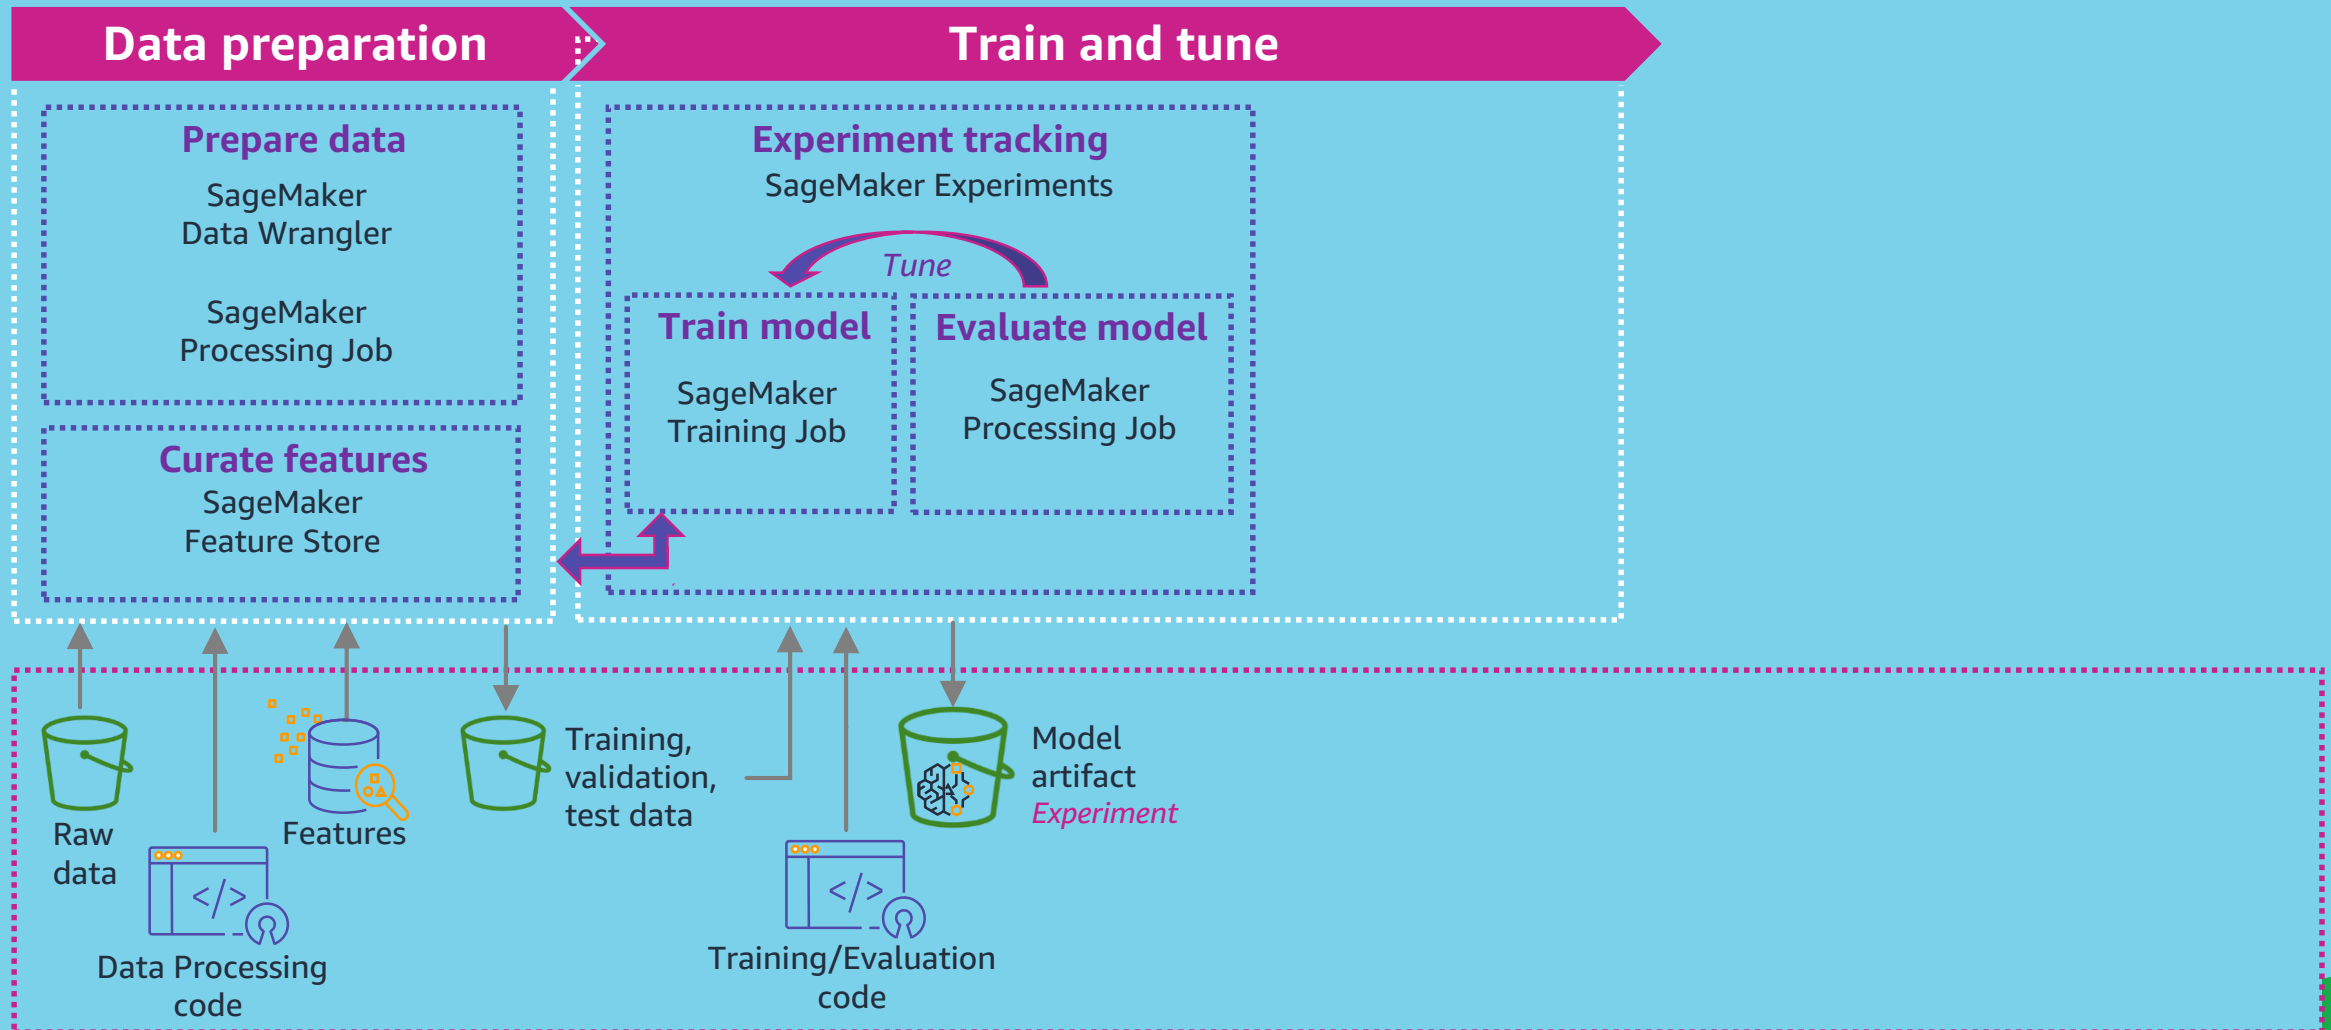 Data preparation
Train and tune
Prepare data
SageMaker
Data Wrangler
SageMaker
Processing Job
Curate features
SageMaker
Feature Store
Experiment tracking
SageMaker Experiments
Tune
Train model
SageMaker
Training Job
Evaluate model
SageMaker
Processing Job
Raw
data
</>
Data Processing
code
Features
Training,
validation,
test data
</>
Training/Evaluation
code
Model
artifact
Experiment